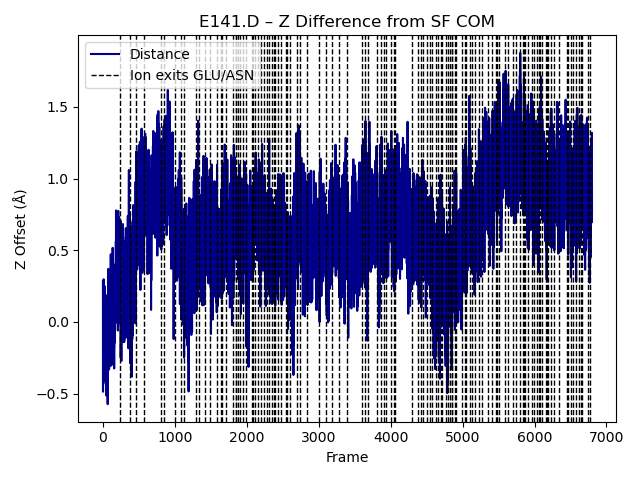 E141.D – Z Difference from SF COM
Distance
Ion exits GLU/ASN
Z Offset (Å)
1.5
1.0
0.5
0.0
−0.5
0 1000 2000 3000 4000 5000 6000 7000
Frame